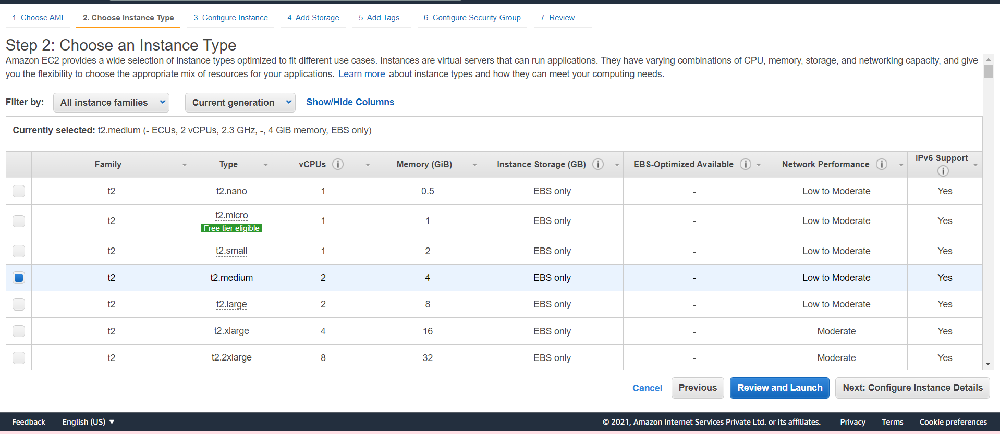 1. Choose AMI 2. Choose Instance Type 3. Configure Instance 4. Add Storage 5. Add Tags 6. Configure Security Group 7. Review
Step 2: Choose an Instance Type
Amazon EC2 provides a wide selection of instance types optimized to fit different use cases. Instances are virtual servers that can run applications. They have varying combinations of CPU, memory, storage, and networking capacity, and give
you the flexibility to choose the appropriate mix of resources for your applications. Learn more about instance types and how they can meet your computing needs.
Filter by: All instance families Current generation Show/Hide Columns
Currently selected: t2.medium (- ECUs, 2 vCPUs, 2.3 GHz, -, 4 GiB memory, EBS only)
Family Type vCPUs Memory (GiB) Instance Storage (GB) EBS-Optimized Available Network Performance IPv6 Support
t2 t2.nano 1 0.5 EBS only - Low to Moderate Yes
t2 t2.micro 1 1 EBS only - Low to Moderate Yes
Free tier eligible
t2 t2.small 1 2 EBS only - Low to Moderate Yes
t2 t2.medium 2 4 EBS only - Low to Moderate Yes
t2 t2.large 2 8 EBS only - Low to Moderate Yes
t2 t2.xlarge 4 16 EBS only - Moderate Yes
t2 t2.2xlarge 8 32 EBS only - Moderate Yes
Cancel Previous Review and Launch Next: Configure Instance Details
Feedback English (US) © 2021, Amazon Internet Services Private Ltd. or its affiliates. Privacy Terms Cookie preferences